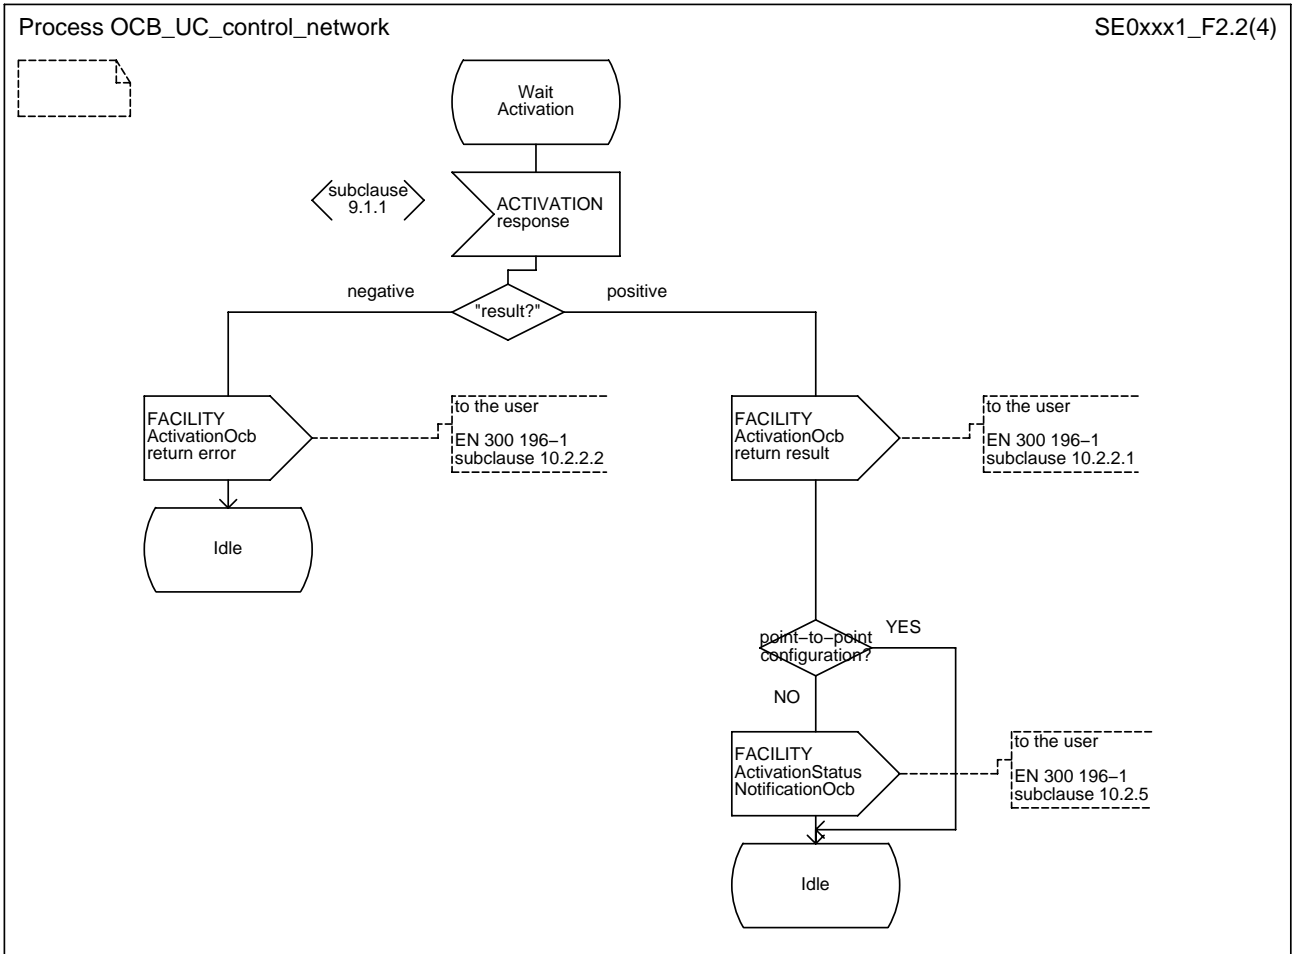 Process OCB_UC_control_network
SE0xxx1_F2.2(4)
Wait
Activation
subclause
9.1.1
ACTIVATION
response
negative
"result?"
positive
FACILITY
ActivationOcb
return error
to the user
EN 300 196–1
subclause 10.2.2.2
FACILITY
ActivationOcb
return result
to the user
EN 300 196–1
subclause 10.2.2.1
Idle
point–to–point
configuration?
YES
NO
FACILITY
ActivationStatus
NotificationOcb
to the user
EN 300 196–1
subclause 10.2.5
Idle